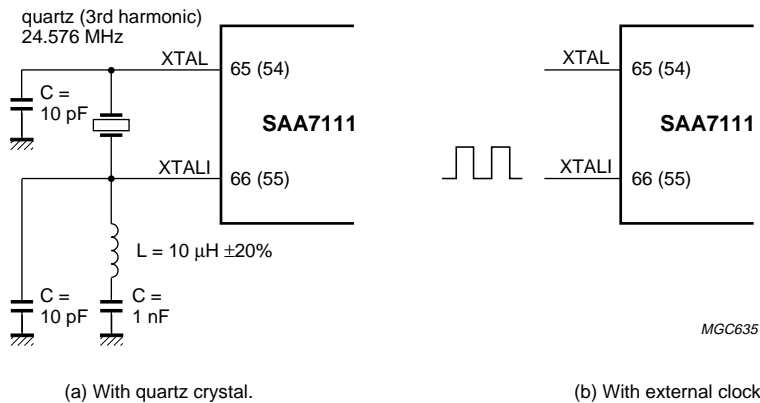 quartz (3rd harmonic)
24.576 MHz
XTAL
65 (54)
C =
10 pF
SAA7111
XTALI
66 (55)
L = 10 μH ±20%
C =
10 pF
C =
1 nF
(a) With quartz crystal.
XTAL
65 (54)
SAA7111
XTALI
66 (55)
MGC635
(b) With external clock